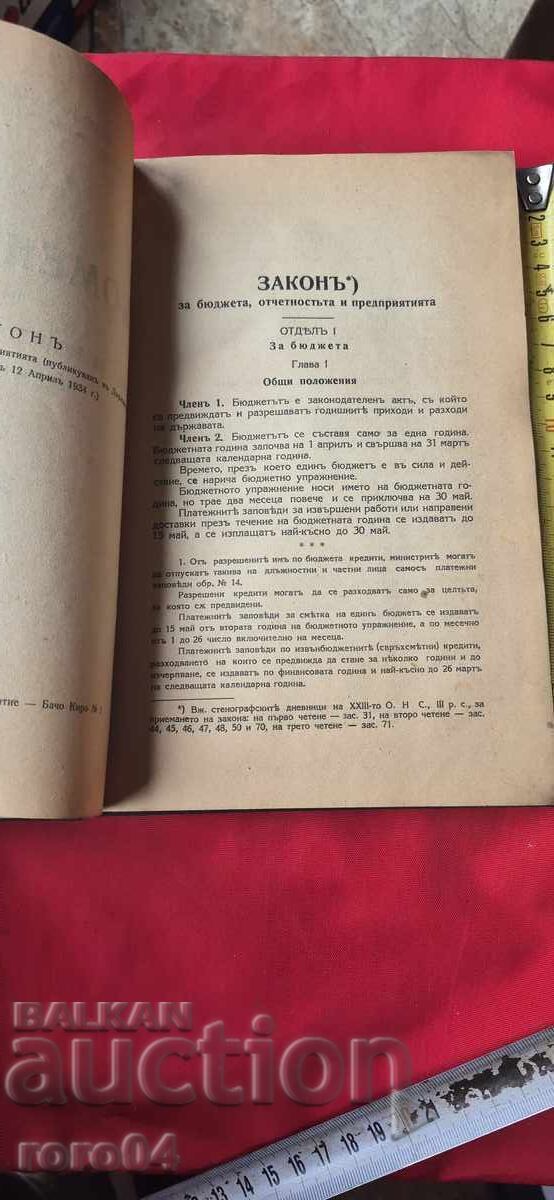 ОНЪ
12 Априлъ 1934 г.)
Бачо Киро №
ЗАКОНЪ*)
за бюджета, отчетностьта и предприятията
ОТДѢЛЪ I
За бюджета
Глава 1
Общи положения
Членъ 1. Бюджетътъ е законодателенъ актъ, съ който
се предвиждатъ и разрешаватъ годишнитѣ приходи и разходи
на държавата.
Членъ 2. Бюджетътъ се съставя само за една година.
Бюджетната година започва на 1 април и свършва на 31 мартъ
следващата календарна година.
Времето, презъ което единъ бюджетъ е въ сила и дей-
ствие, се нарича бюджетно упражнение.
Бюджетното упражнение носи името на бюджетната го-
дина, но трае два месеца повече и се приключва на 30 май.
Платежнитѣ заповѣди за извършени работи или направени
доставки презъ течение на бюджетната година се издаватъ до
15 май, а се изплащатъ най-късно до 30 май.
* * *
1. Отъ разрешенитѣ имъ по бюджета кредити, министритѣ могатъ
да отпускатъ такива на длъжностни и частни лица самосъ платежни
заповѣди обр. № 14.
Разрешени кредити могатъ да се разходватъ само за цельта,
за която сѫ предвидени.
Платежнитѣ заповѣди за смѣтка на единъ бюджетъ се издаватъ
до 15 май отъ втората година на бюджетното упражнение, а по месечно
отъ 1 до 26 число включително на месеца.
Платежнитѣ заповѣди по извънбюджетнитѣ (свръхсмѣтни) кредити,
разходването на които се предвижда да стане за нѣколко години и до
изчерпване, се издаватъ по финансовата година и най-късно до 26 мартъ
на следващата календарна година.
*) Вж. стенографскитѣ дневници на XXIII-то О. Н С., III р. с., за
приемането на закона: на първо четене — зас. 31, на второ четене — зас.
44, 45, 46, 47, 48, 50 и 70, на трето четене — зас. 71.
BALKAN
auction
roro04